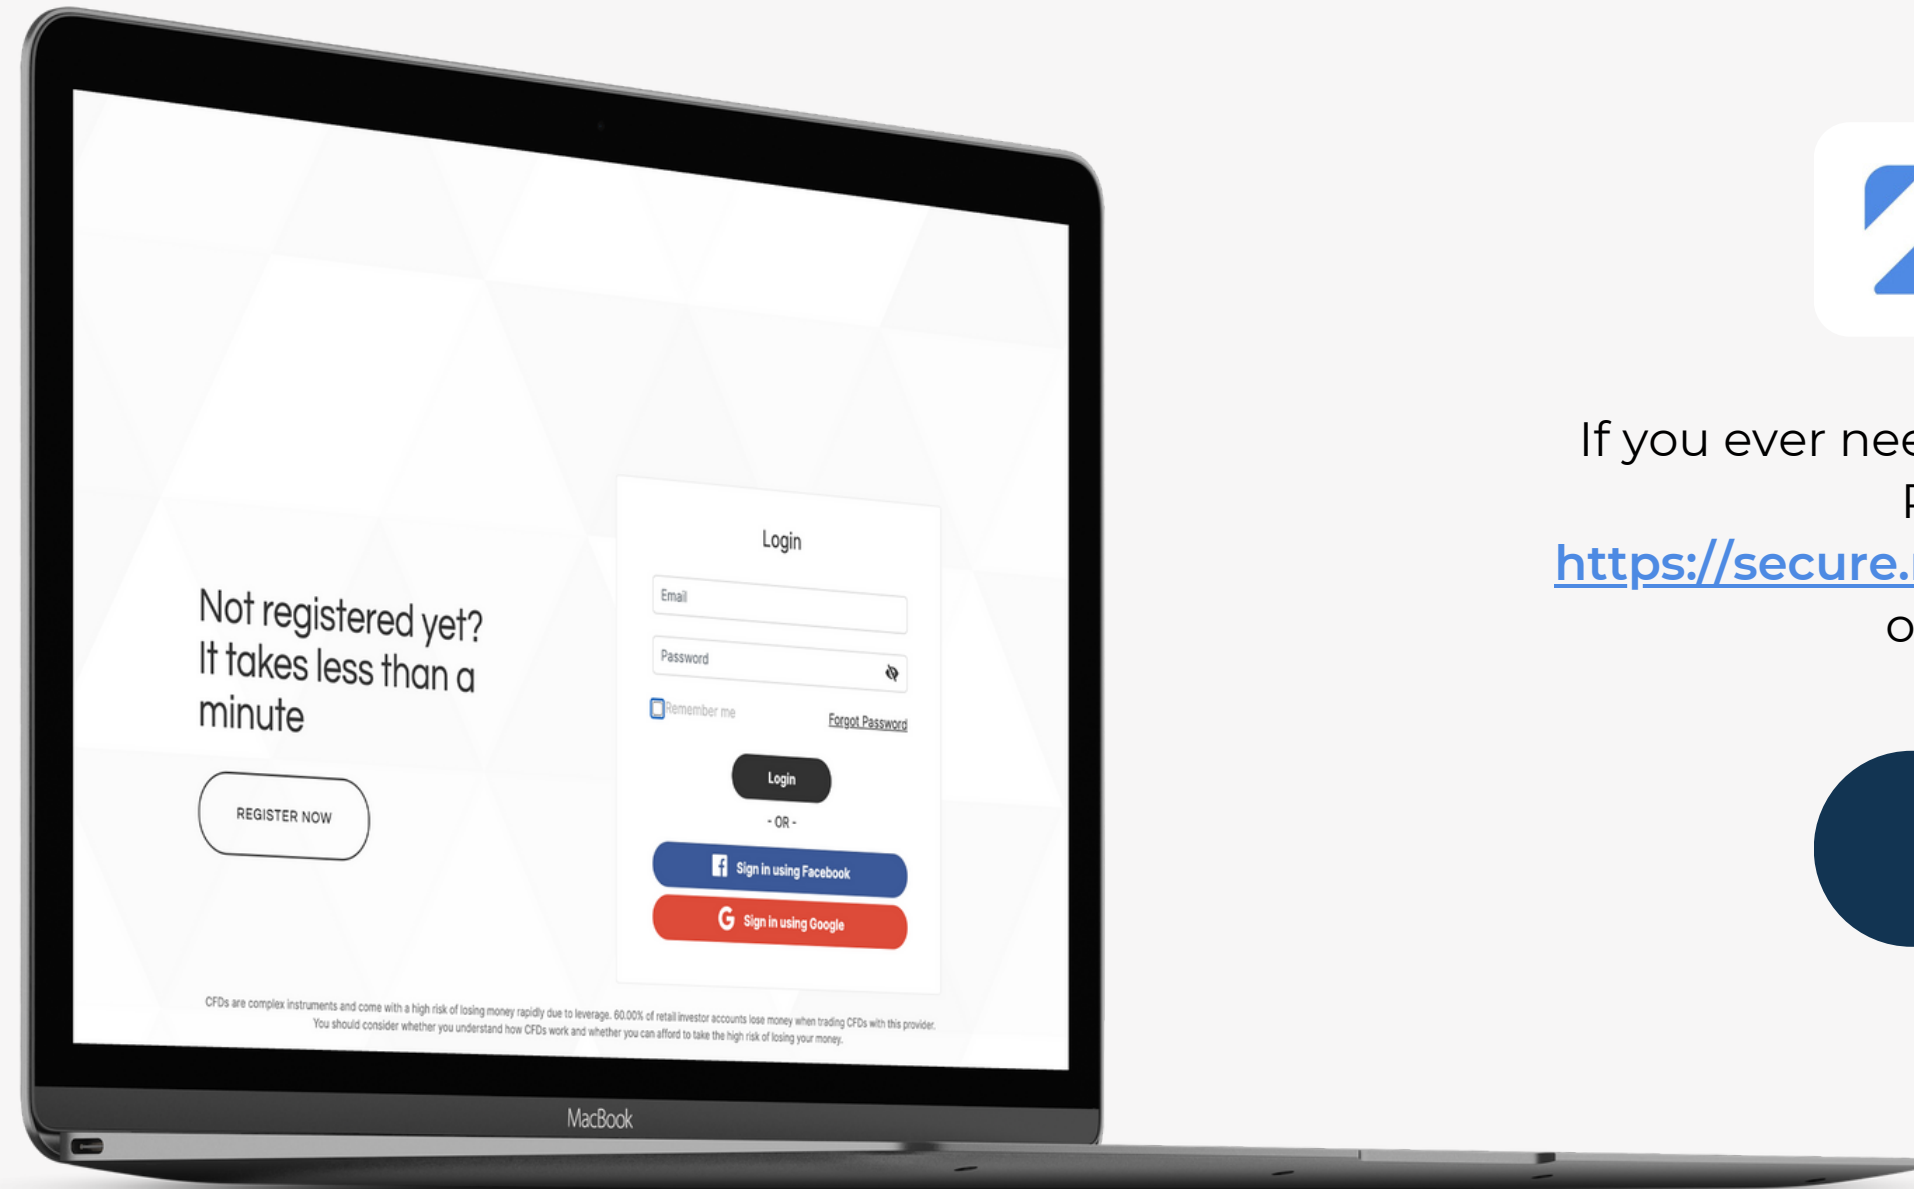 Not registered yet?
It takes less than a
minute
REGISTER NOW
Login
Email
Password
Remember me
Forgot Password
Login
- OR -
Sign in using Facebook
Sign in using Google
CFDs are complex instruments and come with a high risk of losing money rapidly due to leverage. 60.00% of retail investor accounts lose money when trading CFDs with this provider.
You should consider whether you understand how CFDs work and whether you can afford to take the high risk of losing your money.
MacBook
If you ever
https://secure.